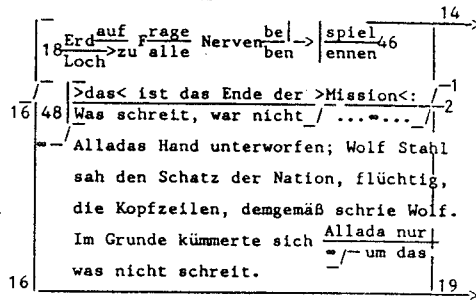 14
auf rage be| |spiel
18 Erd—>zu F alle Nerven—ben —> ennen 46
Loch
>das< ist das Ende der >Mission<: /—1
16 48 Was schreit, war nicht_/ ...∞..._/ 2
∞—/ Alladas Hand unterworfen; Wolf Stahl
sah den Schatz der Nation, flüchtig,
die Kopfzeilen, demgemäß schrie Wolf.
Im Grunde kümmerte sich Allada nur
∞_/— um das
was nicht schreit.
16 19